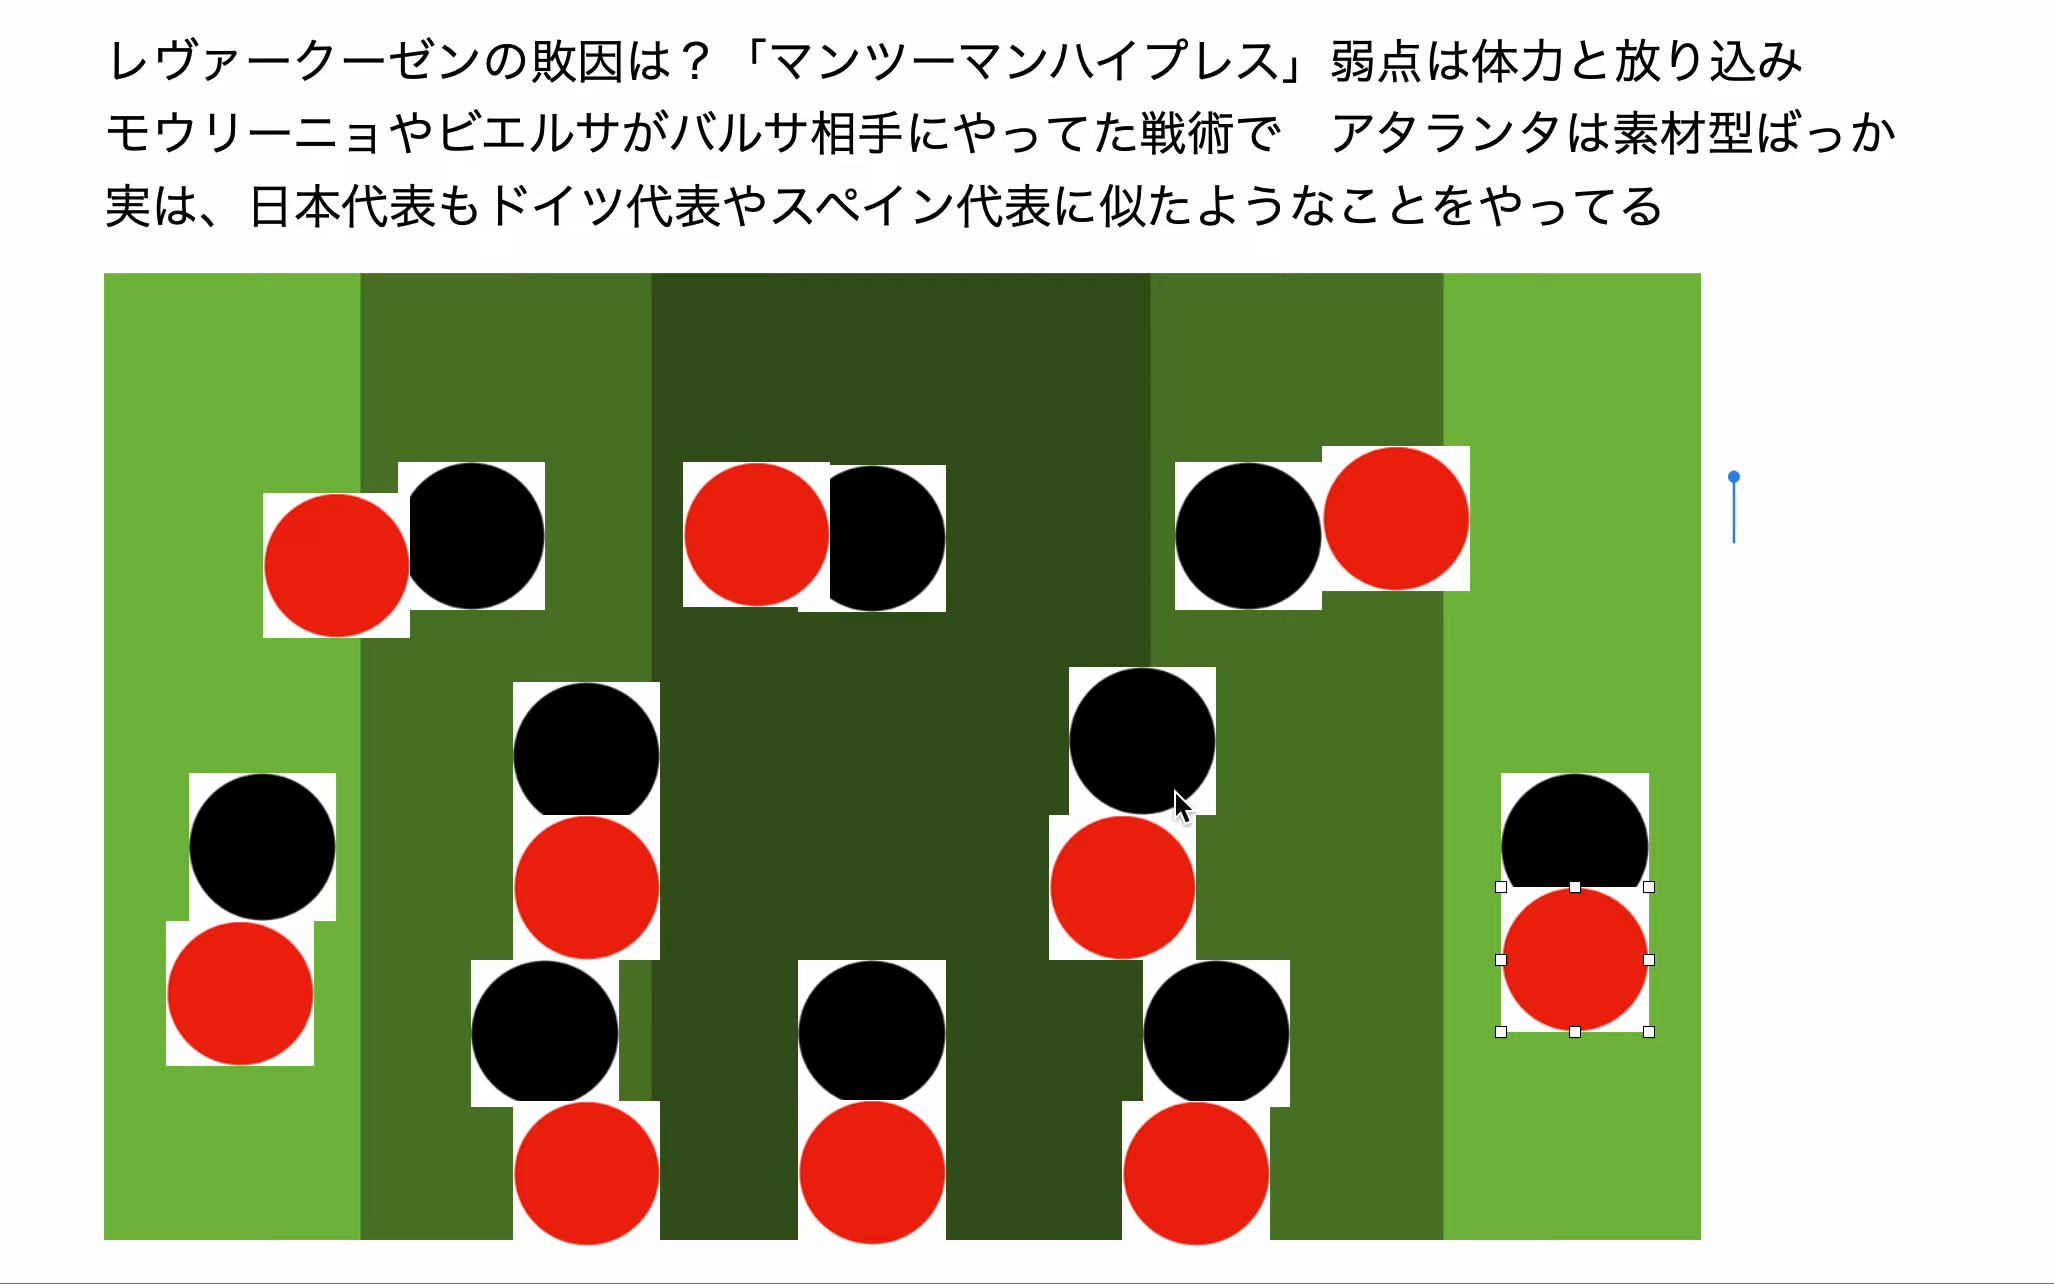 レヴァークーゼンの敗因は？「マンツーマンハイプレス」弱点は体力と放り込み
モウリーニョやビエルサがバルサ相手にやってた戦術で　アタランタは素材型ばっか
実は、日本代表もドイツ代表やスペイン代表に似たようなことをやってる